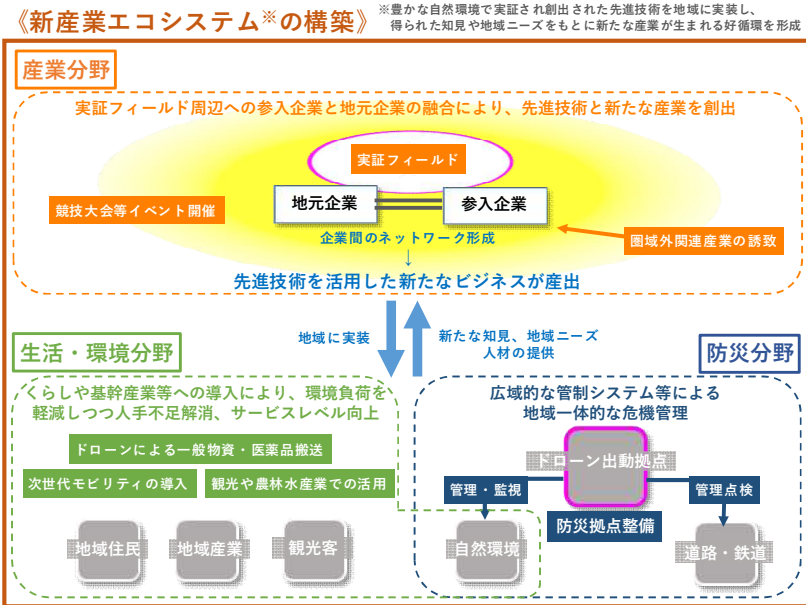 《新産業エコシステム※の構築》
※豊かな自然環境で実証され創出された先進技術を地域に実装し、
得られた知見や地域ニーズをもとに新たな産業が生まれる好循環を形成
産業分野
実証フィールド周辺への参入企業と地元企業の融合により、先進技術と新たな産業を創出
実証フィールド
地元企業
参入企業
競技大会等イベント開催
企業間のネットワーク形成
圏域外関連産業の誘致
↓
先進技術を活用した新たなビジネスが産出
地域に実装
新たな知見、地域ニーズ
人材の提供
生活・環境分野
防災分野
くらしや基幹産業等への導入により、環境負荷を
軽減しつつ人手不足解消、サービスレベル向上
広域的な管制システム等による
地域一体的な危機管理
ドローンによる一般物資・医薬品搬送
次世代モビリティの導入
観光や農林水産業での活用
ドローン出動拠点
管理・監視
管理点検
防災拠点整備
地域住民
地域産業
観光客
自然環境
道路・鉄道